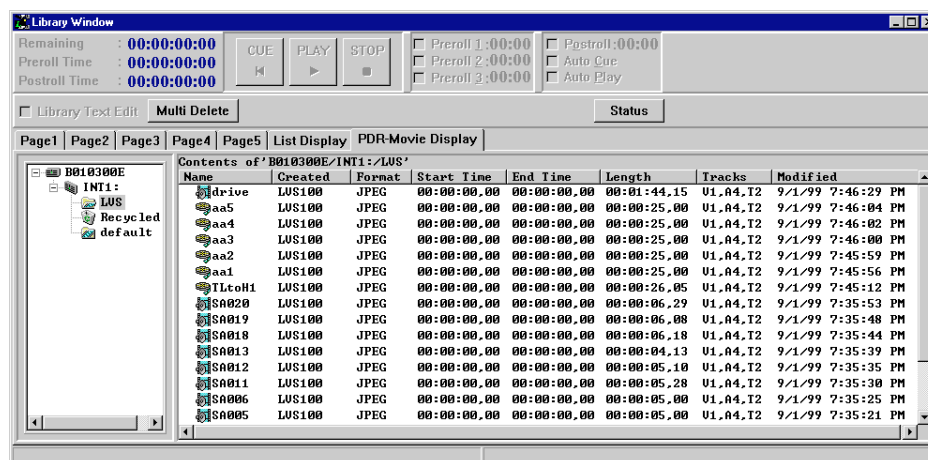 Library Window
Remaining : 00:00:00:00
Preroll Time : 00:00:00:00
Postroll Time : 00:00:00:00
CUE PLAY STOP
Preroll 1 :00:00
Preroll 2 :00:00
Preroll 3 :00:00
Postroll :00:00
Auto Cue
Auto Play
Library Text Edit Multi Delete Status
Page1 Page2 Page3 Page4 Page5 List Display PDR-Movie Display
B010300E
INT1:
LVS
Recycled
default
Contents of'B010300E/INT1:/LVS'
Name Created Format Start Time End Time Length Tracks Modified
drive LVS100 JPEG 00:00:00,00 00:00:00,00 00:01:44,15 V1,A4,T2 9/1/99 7:46:29 PM
aa5 LVS100 JPEG 00:00:00,00 00:00:00,00 00:00:25,00 V1,A4,T2 9/1/99 7:46:04 PM
aa4 LVS100 JPEG 00:00:00,00 00:00:00,00 00:00:25,00 V1,A4,T2 9/1/99 7:46:02 PM
aa3 LVS100 JPEG 00:00:00,00 00:00:00,00 00:00:25,00 V1,A4,T2 9/1/99 7:46:00 PM
aa2 LVS100 JPEG 00:00:00,00 00:00:00,00 00:00:25,00 V1,A4,T2 9/1/99 7:45:59 PM
aa1 LVS100 JPEG 00:00:00,00 00:00:00,00 00:00:25,00 V1,A4,T2 9/1/99 7:45:56 PM
TLtoH1 LVS100 JPEG 00:00:00,00 00:00:00,00 00:00:26,05 V1,A4,T2 9/1/99 7:45:12 PM
SA020 LVS100 JPEG 00:00:00,00 00:00:00,00 00:00:06,29 V1,A4,T2 9/1/99 7:35:53 PM
SA019 LVS100 JPEG 00:00:00,00 00:00:00,00 00:00:06,08 V1,A4,T2 9/1/99 7:35:48 PM
SA018 LVS100 JPEG 00:00:00,00 00:00:00,00 00:00:06,18 V1,A4,T2 9/1/99 7:35:44 PM
SA013 LVS100 JPEG 00:00:00,00 00:00:00,00 00:00:04,13 V1,A4,T2 9/1/99 7:35:39 PM
SA012 LVS100 JPEG 00:00:00,00 00:00:00,00 00:00:05,10 V1,A4,T2 9/1/99 7:35:35 PM
SA011 LVS100 JPEG 00:00:00,00 00:00:00,00 00:00:05,28 V1,A4,T2 9/1/99 7:35:30 PM
SA006 LVS100 JPEG 00:00:00,00 00:00:00,00 00:00:05,00 V1,A4,T2 9/1/99 7:35:25 PM
SA005 LVS100 JPEG 00:00:00,00 00:00:00,00 00:00:05,00 V1,A4,T2 9/1/99 7:35:21 PM